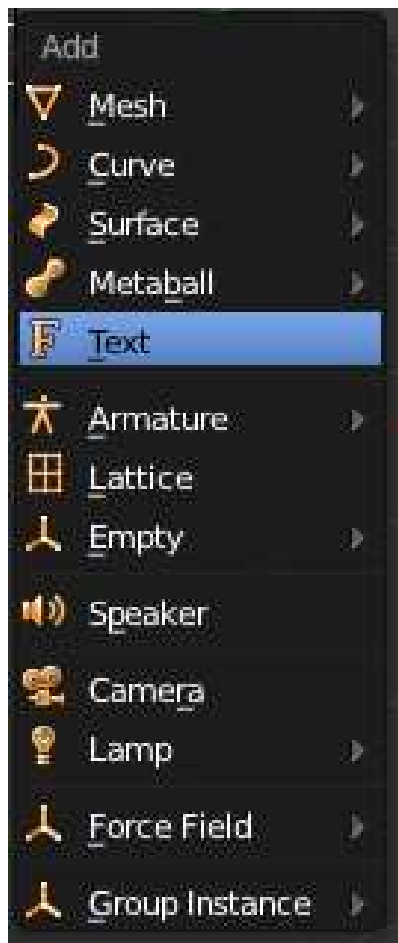 Add
Mesh
Curve
Surface
Metaball
Text
Armature
Lattice
Empty
Speaker
Camera
Lamp
Force Field
Group Instance